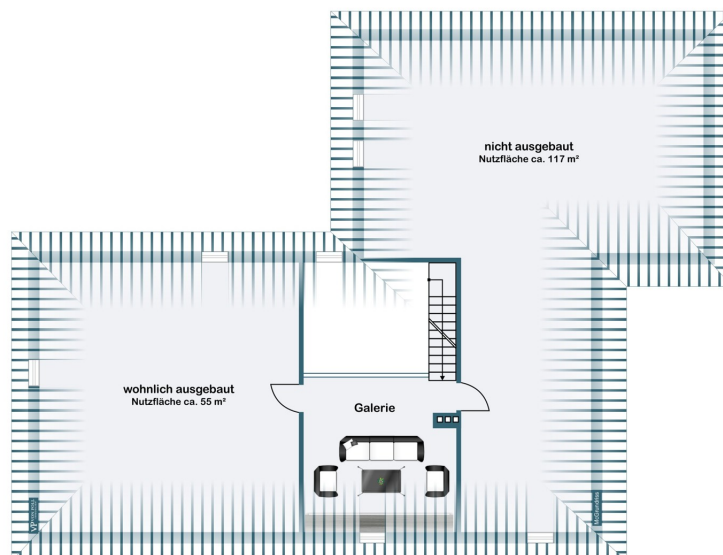 nicht ausgebaut
Nutzfläche ca. 117 m²
wohnlich ausgebaut
Nutzfläche ca. 55 m²
Galerie